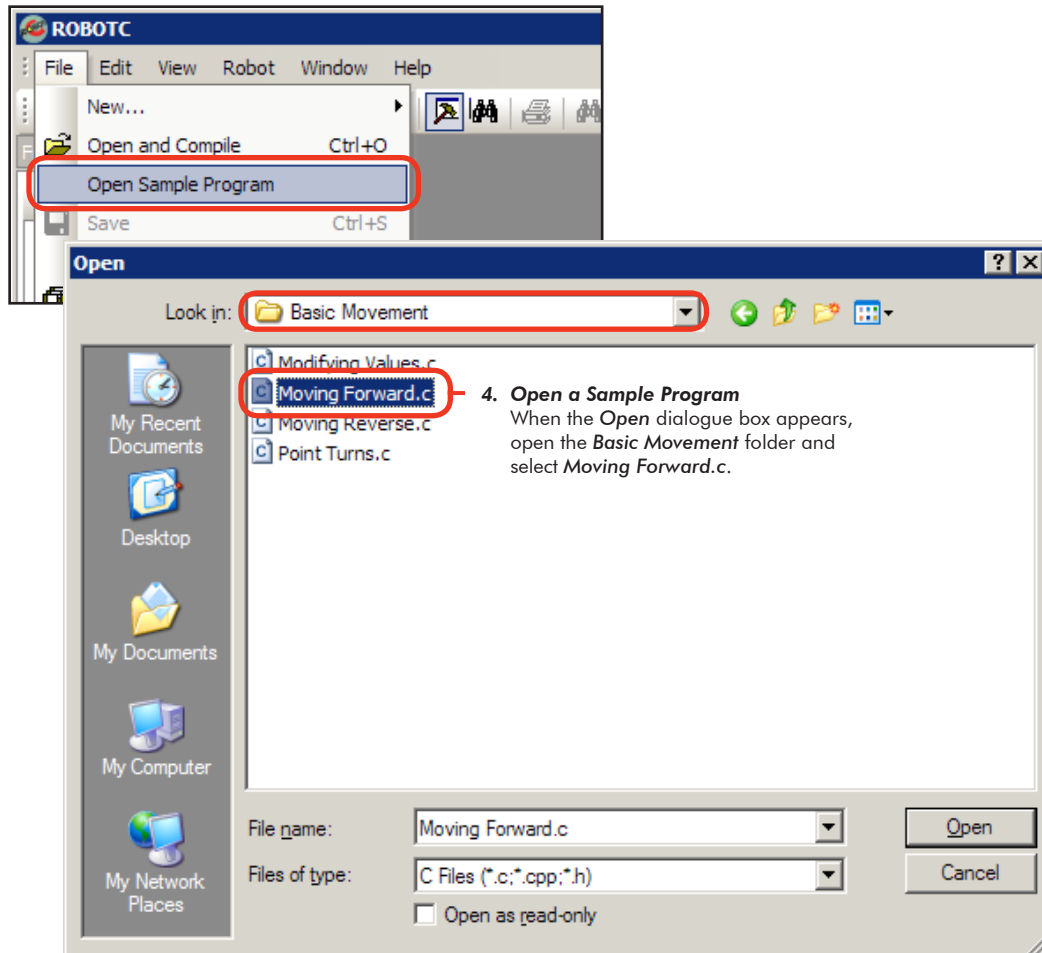 ROBOTC
File Edit View Robot Window Help
New...
Open and Compile Ctrl+O
Open Sample Program
Save Ctrl+S
Open
Look in: Basic Movement
Modifying Values.c
Moving Forward.c
Moving Reverse.c
Point Turns.c
4. Open a Sample Program
When the Open dialogue box appears,
open the Basic Movement folder and
select Moving Forward.c.
My Recent
Documents
Desktop
My Documents
My Computer
My Network
Places
File name: Moving Forward.c Open
Files of type: C Files (*.c;*.cpp;*.h) Cancel
Open as read-only